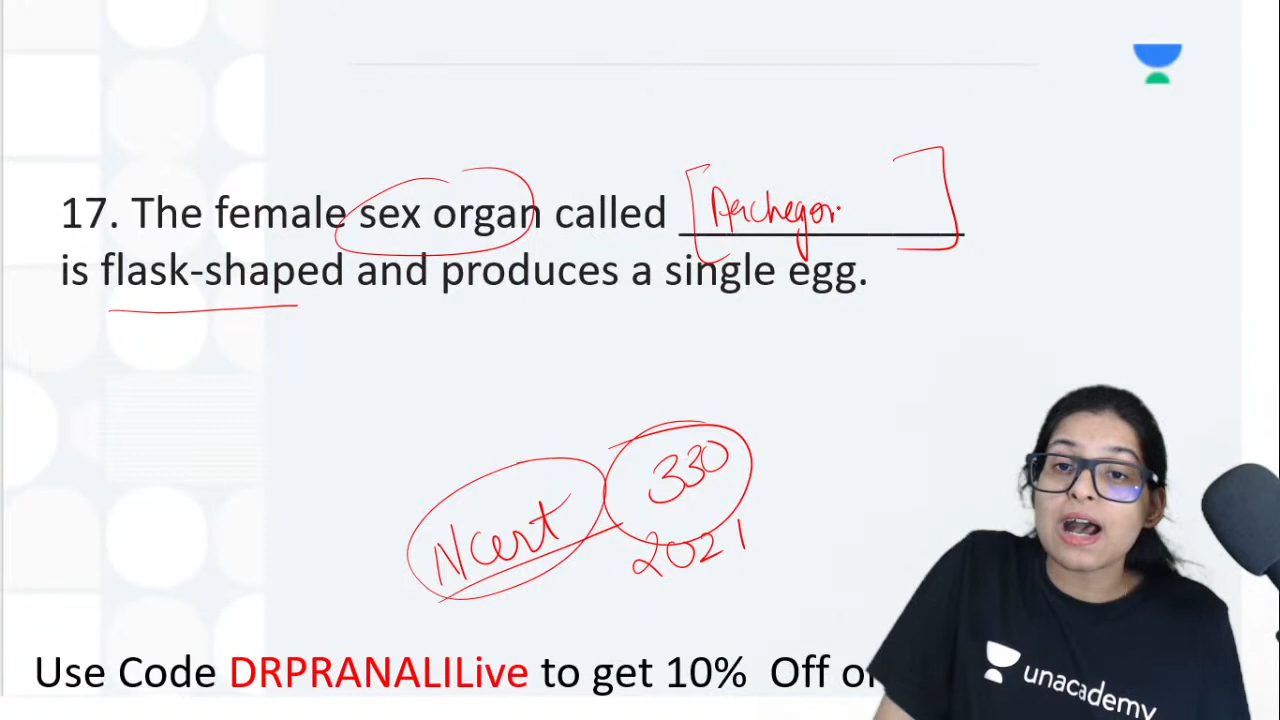 17. The female sex organ called Archegon
is flask-shaped and produces a single egg.
Ncert 330
2021
Use Code DRPRANALILive to get 10% Off
unacademy